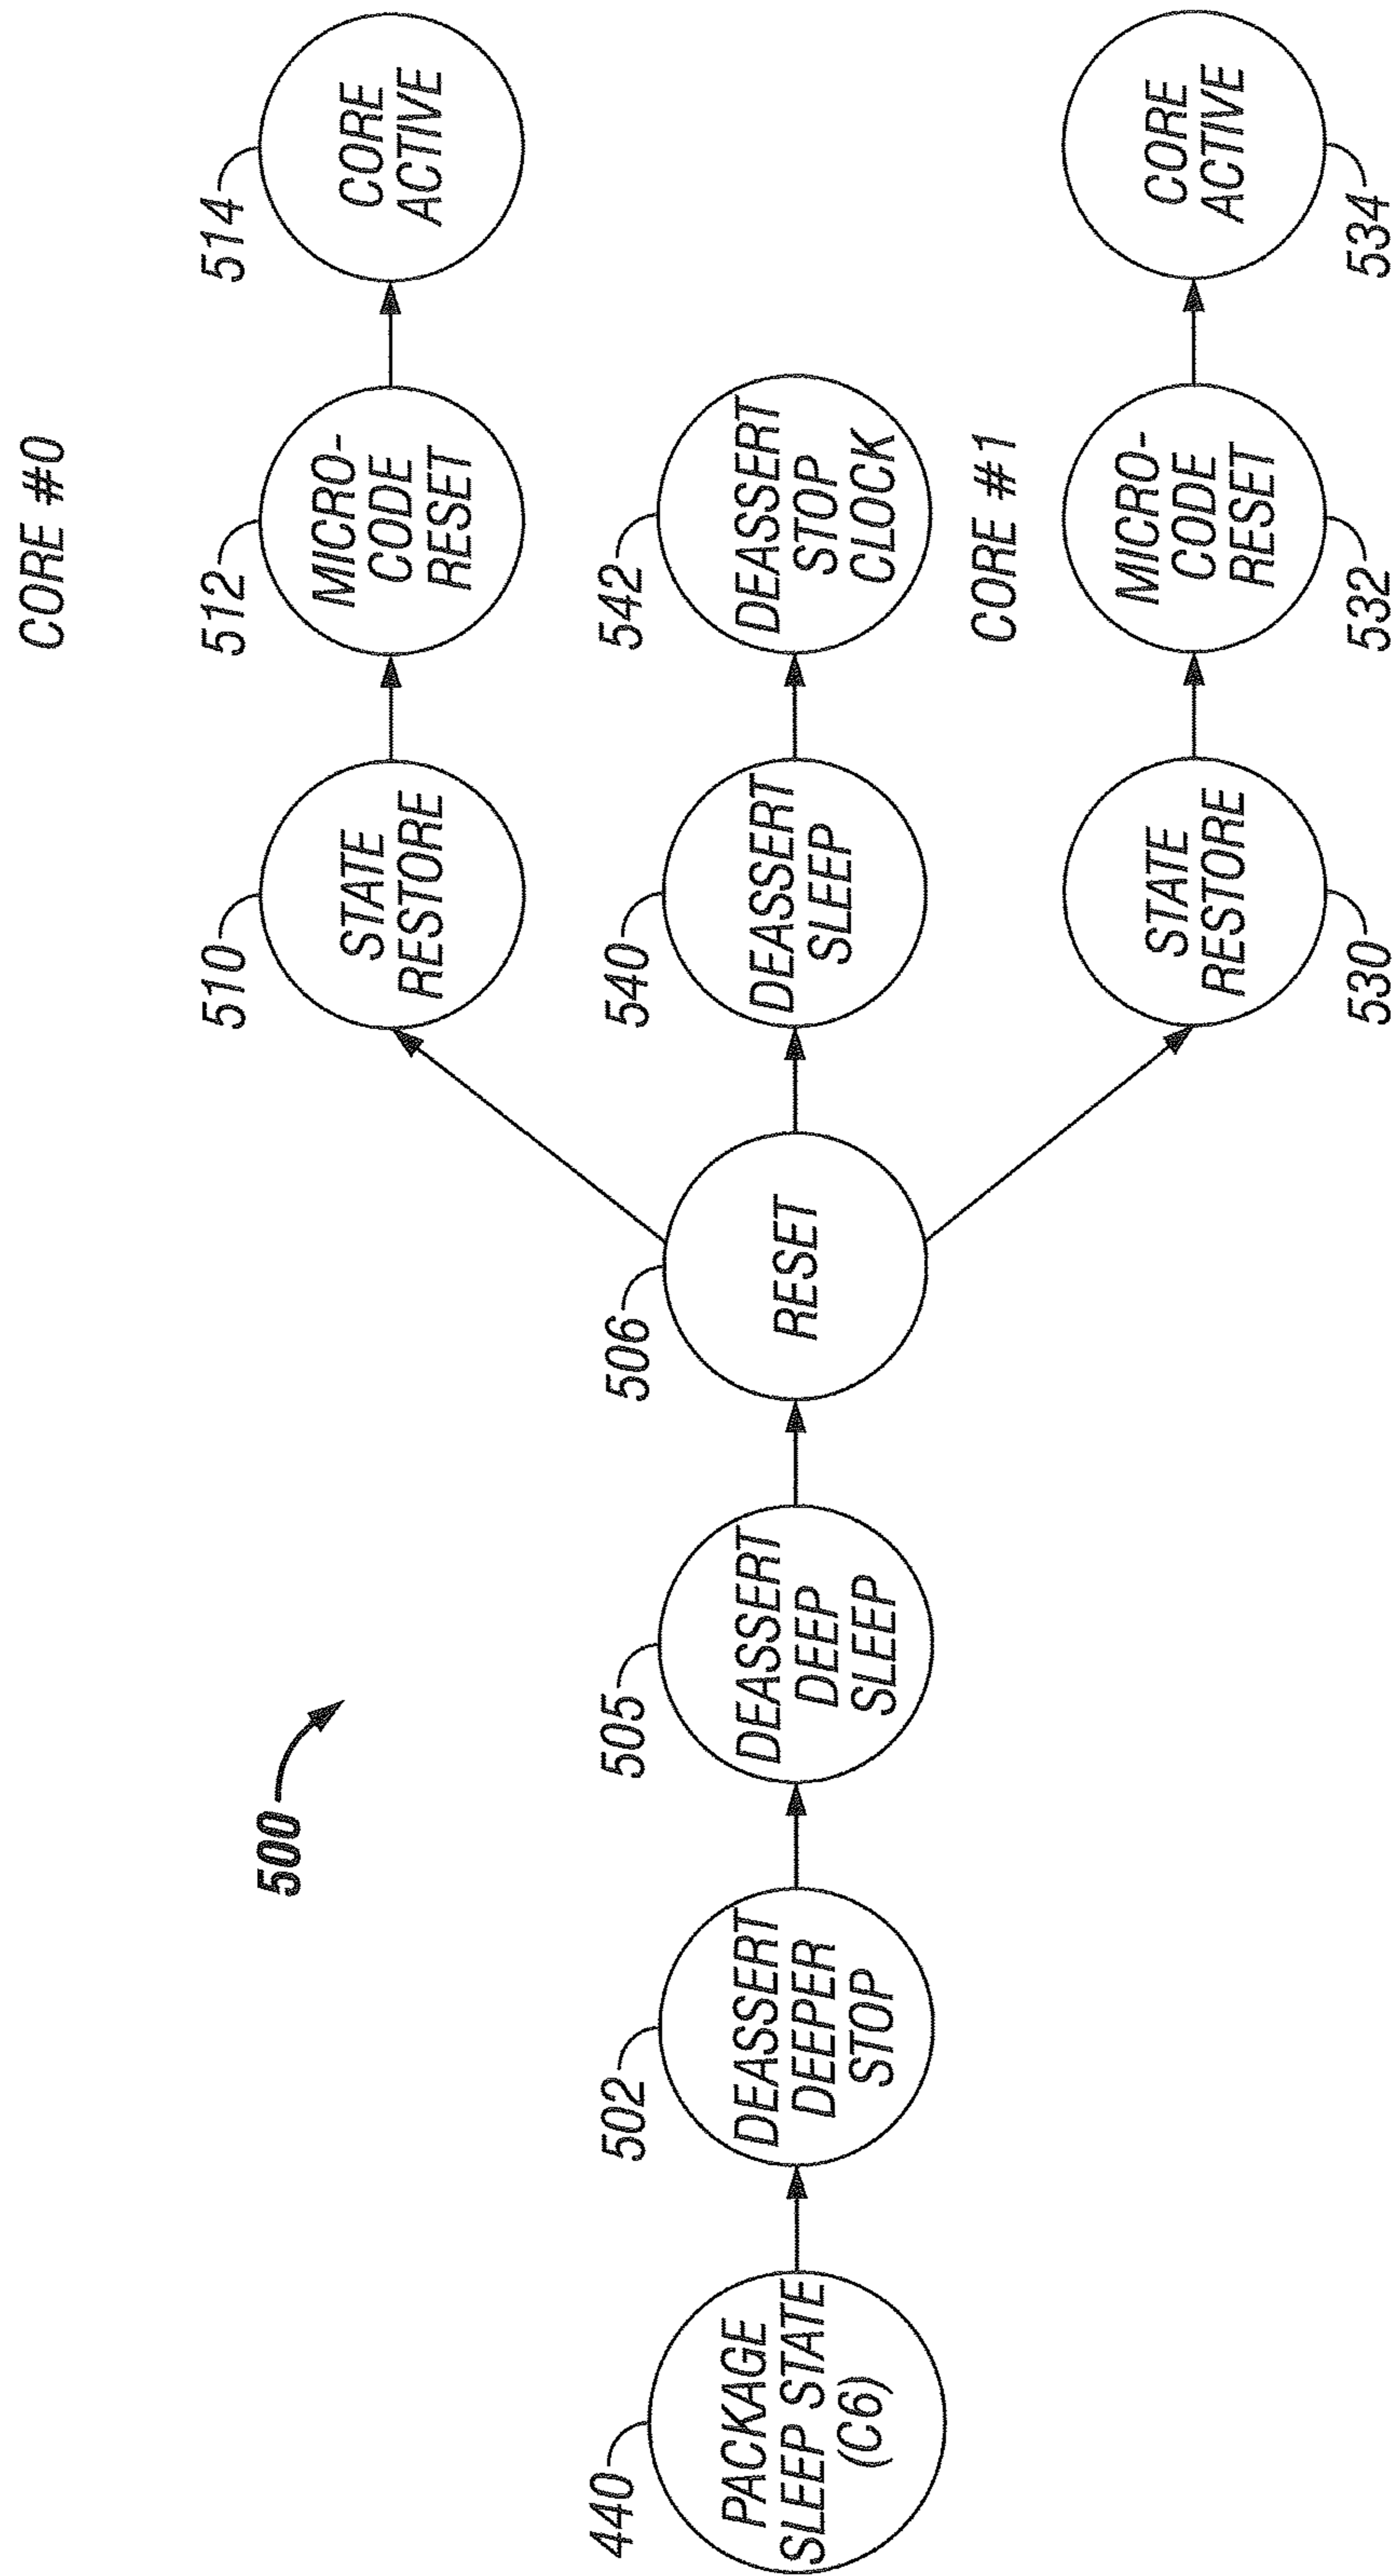 CORE #0
510
STATE
RESTORE
512
MICRO-
CODE
RESET
514
CORE
ACTIVE
500
440
PACKAGE
SLEEP STATE
(C6)
502
DEASSERT
DEEPER
STOP
505
DEASSERT
DEEP
SLEEP
506
RESET
540
DEASSERT
SLEEP
542
DEASSERT
STOP
CLOCK
CORE #1
STATE
RESTORE
530
MICRO-
CODE
RESET
532
CORE
ACTIVE
534